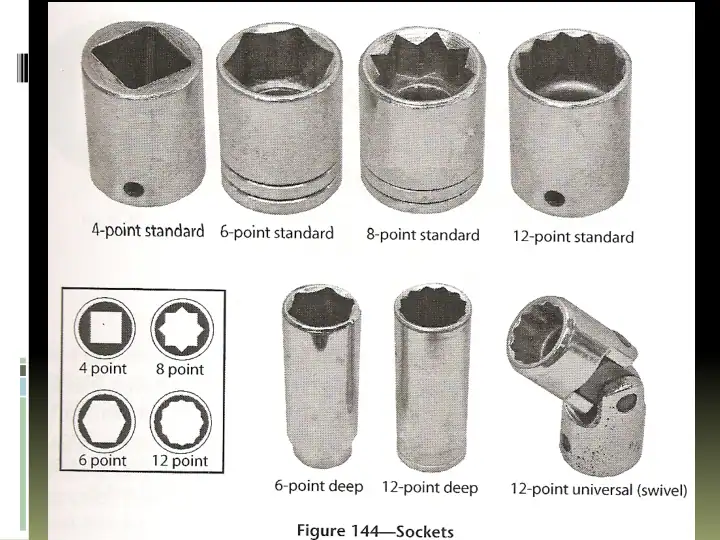 4-point standard
6-point standard
8-point standard
12-point standard
4 point
8 point
6 point
12 point
6-point deep
12-point deep
12-point universal (swivel)
Figure 144—Sockets